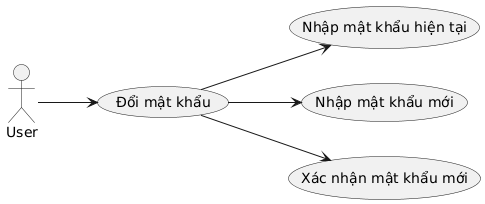 Nhập mật khẩu hiện tại
Đổi mật khẩu
Nhập mật khẩu mới
User
Xác nhận mật khẩu mới